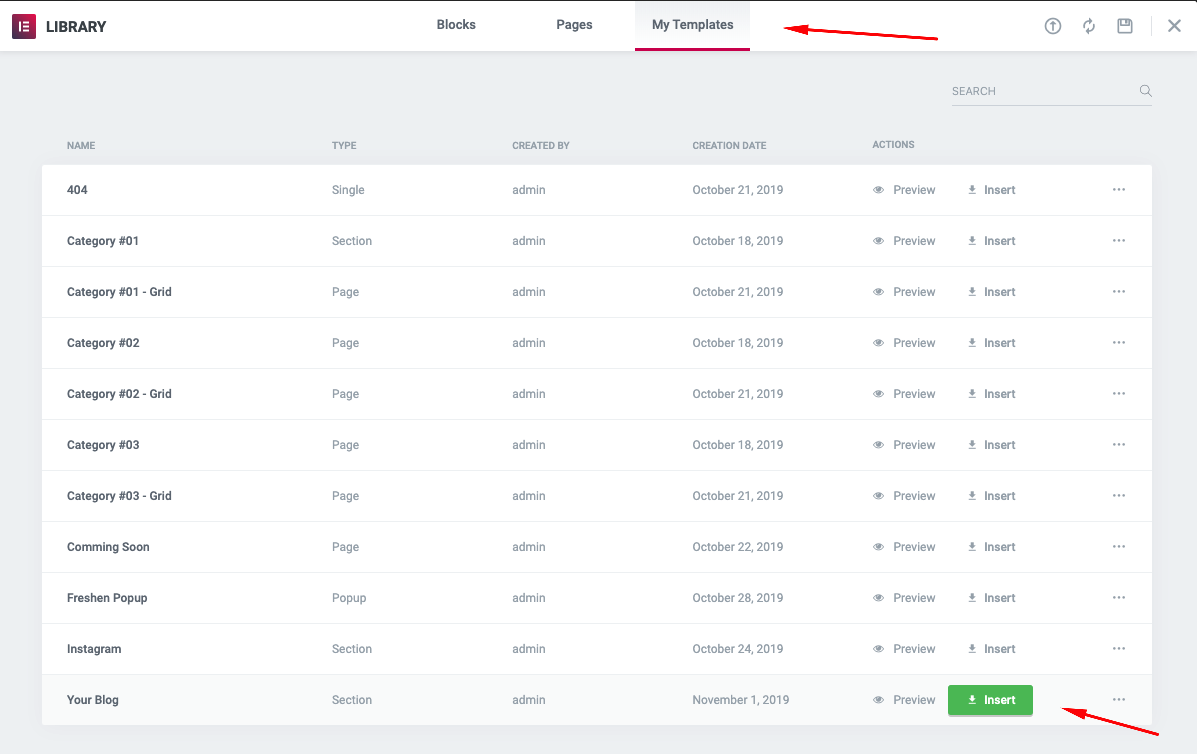 LIBRARY Blocks Pages My Templates
SEARCH
NAME TYPE CREATED BY CREATION DATE ACTIONS
404 Single admin October 21, 2019 Preview Insert
Category #01 Section admin October 18, 2019 Preview Insert
Category #01 - Grid Page admin October 21, 2019 Preview Insert
Category #02 Page admin October 18, 2019 Preview Insert
Category #02 - Grid Page admin October 21, 2019 Preview Insert
Category #03 Page admin October 18, 2019 Preview Insert
Category #03 - Grid Page admin October 21, 2019 Preview Insert
Comming Soon Page admin October 22, 2019 Preview Insert
Freshen Popup Popup admin October 28, 2019 Preview Insert
Instagram Section admin October 24, 2019 Preview Insert
Your Blog Section admin November 1, 2019 Preview Insert